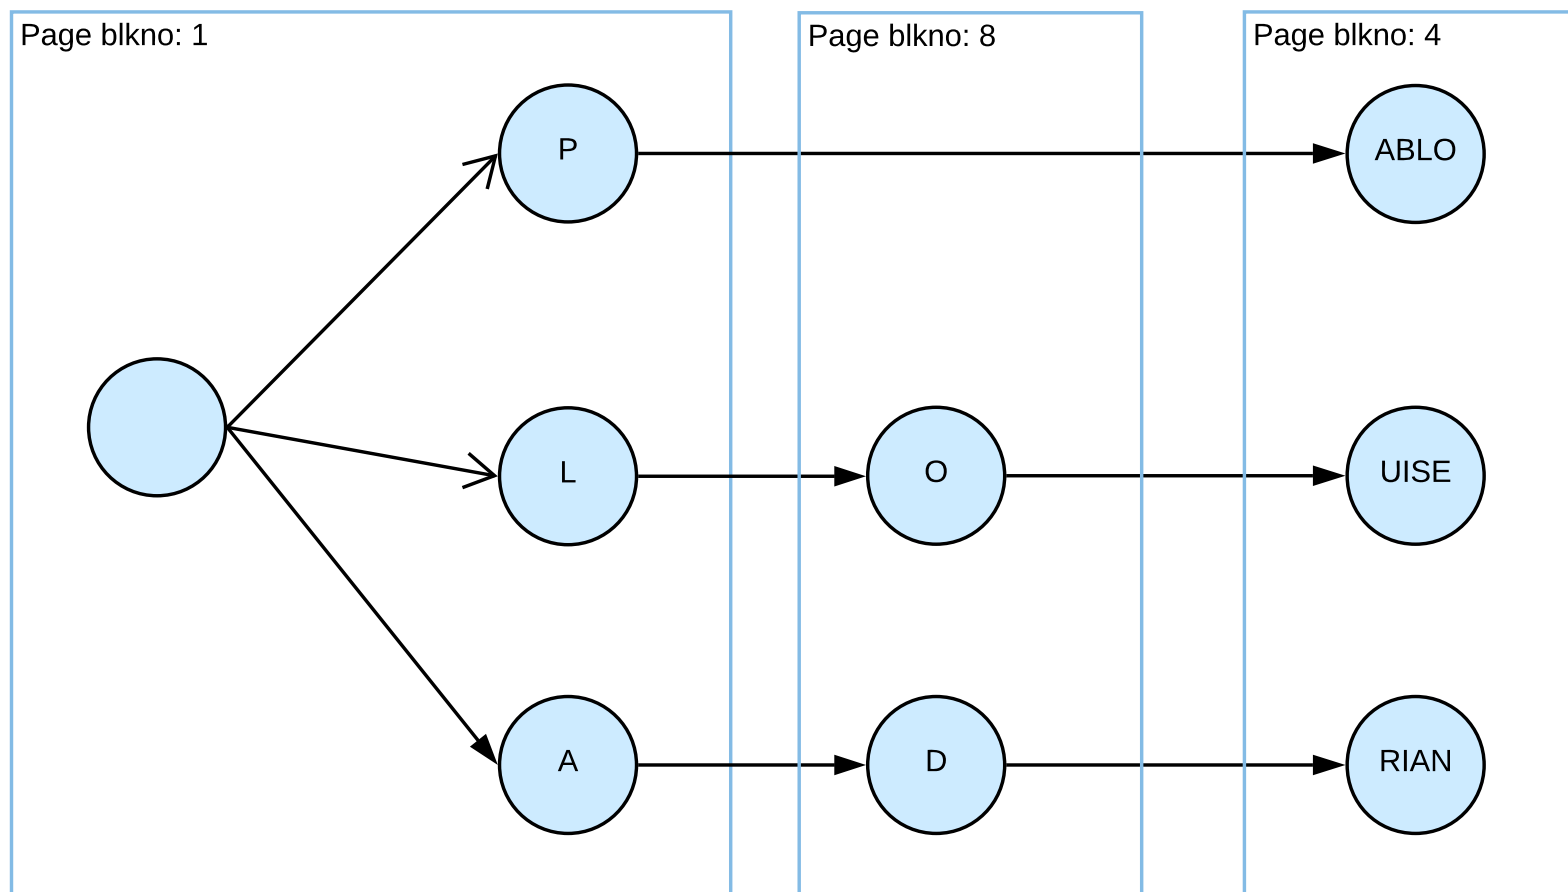 Page blkno: 1
Page blkno: 8
Page blkno: 4
P
ABLO
L
O
UISE
A
D
RIAN